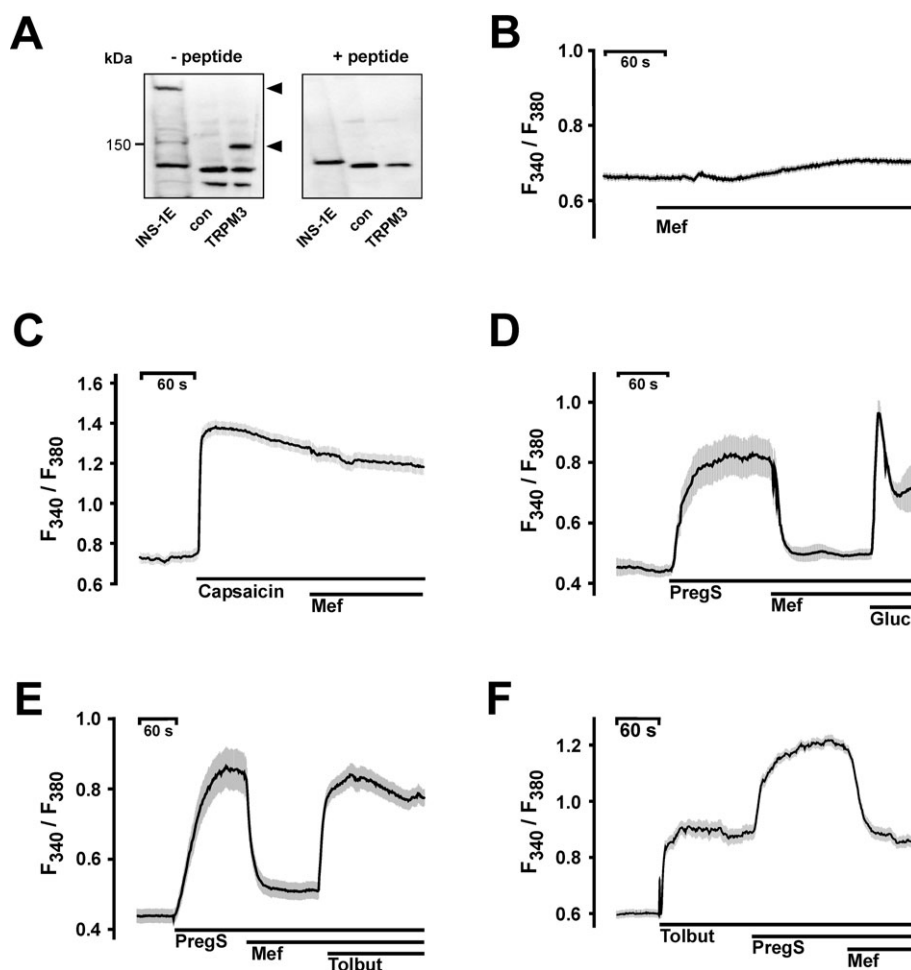 A
kDa
- peptide
+ peptide
150
INS-1E
con
TRPM3
INS-1E
con
TRPM3
B
F340 / F380
1.0
0.8
0.6
60 s
Mef
C
F340 / F380
1.6
1.4
1.2
1.0
0.8
0.6
60 s
Capsaicin
Mef
D
F340 / F380
1.0
0.8
0.6
0.4
60 s
PregS
Mef
Gluc
E
F340 / F380
1.0
0.8
0.6
0.4
60 s
PregS
Mef
Tolbut
F
F340 / F380
1.2
1.0
0.8
0.6
60 s
Tolbut
PregS
Mef